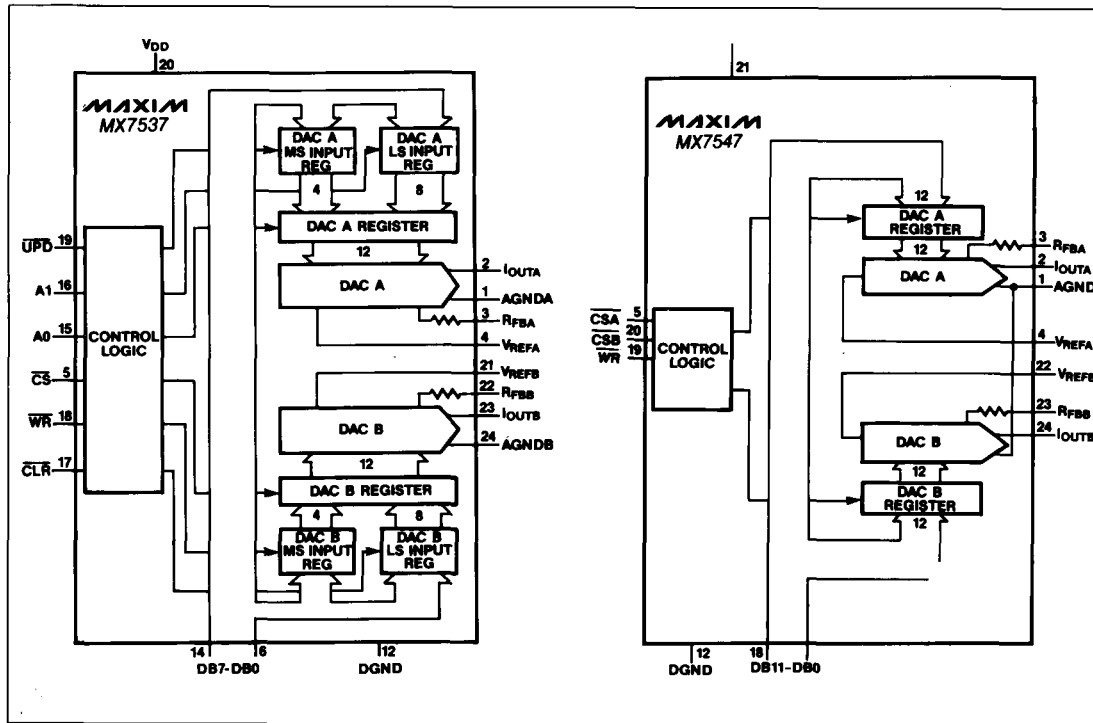 VDD
20
MAXIM
MX7537
DAC A
MS INPUT
REG
DAC A
LS INPUT
REG
4
8
DAC A REGISTER
12
DAC A
2 IOUTA
1 AGNDA
3 RFBA
4 VREFA
UPD 19
A1 16
A0 15
CS 5
WR 18
CLR 17
CONTROL
LOGIC
21 VREFB
22 RFBB
23 IOUTB
24 AGNDB
DAC B
12
DAC B REGISTER
4
8
DAC B
MS INPUT
REG
DAC B
LS INPUT
REG
14
6
DB7-DB0
12
DGND
21
MAXIM
MX7547
12
DAC A
REGISTER
12
DAC A
3 RFBA
2 IOUTA
1 AGND
4 VREFA
CSA 5
CSB 20
WR 19
CONTROL
LOGIC
22 VREFB
23 RFBB
24 IOUTB
DAC B
12
DAC B
REGISTER
12
12
DGND
18
6
DB11-DB0